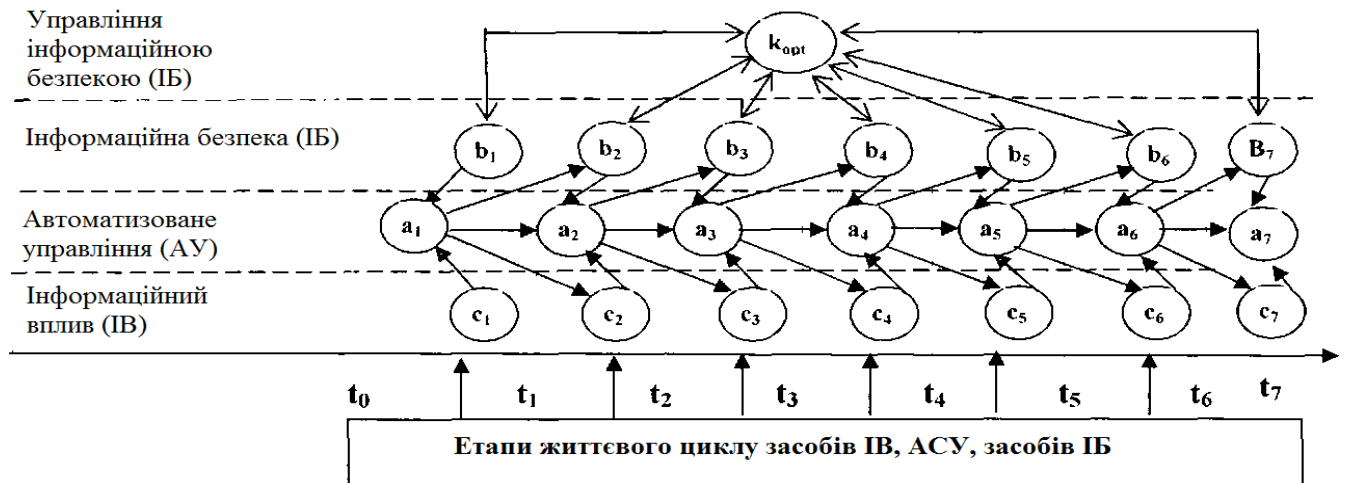 Управління
інформаційною
безпекою (ІБ)
k_opt
Інформаційна безпека (ІБ)
b₁ b₂ b₃ b₄ b₅ b₆ B₇
Автоматизоване
управління (АУ)
a₁ a₂ a₃ a₄ a₅ a₆ a₇
Інформаційний
вплив (ІВ)
c₁ c₂ c₃ c₄ c₅ c₆ c₇
t₀ t₁ t₂ t₃ t₄ t₅ t₆ t₇
Етапи життєвого циклу засобів ІВ, АСУ, засобів ІБ